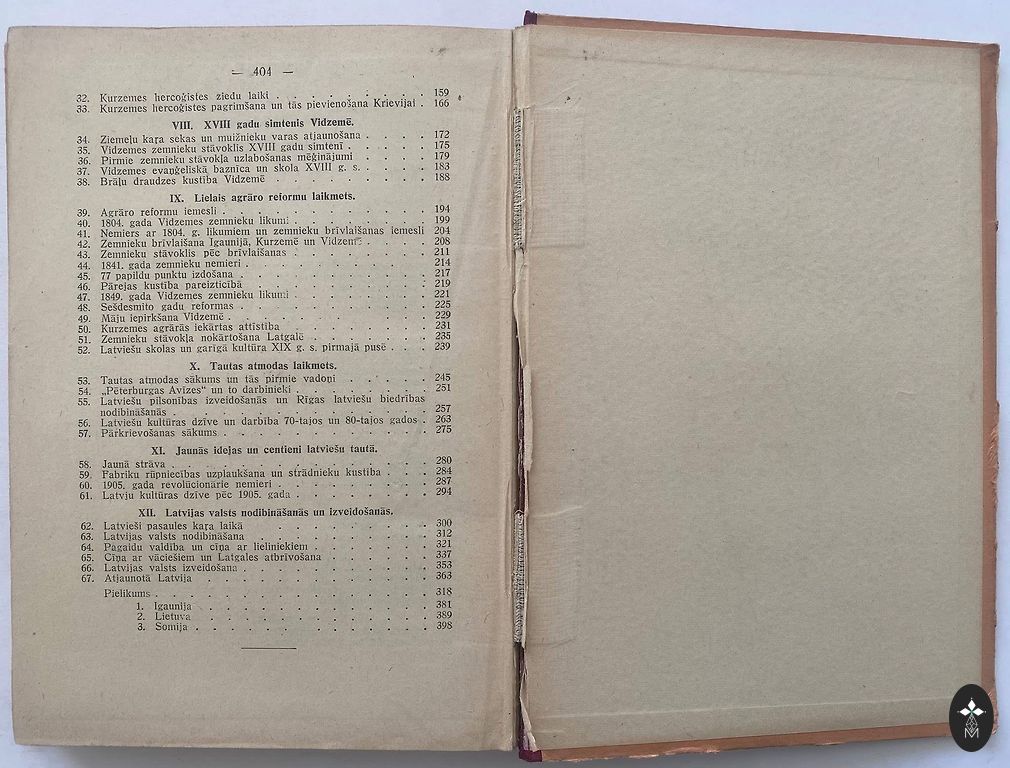 — 404 —
32. Kurzemes hercoģistes ziedu laiki . . . . . . . . . . 159
33. Kurzemes hercoģistes pagrimšana un tās pievienošana Krievijai . 166
VIII. XVIII gadu simtenis Vidzemē.
34. Ziemeļu kaŗa sekas un muižnieku varas atjaunošana . . . . 172
35. Vidzemes zemnieku stāvoklis XVIII gadu simtenī . . . . . 175
36. Pirmie zemnieku stāvokļa uzlabošanas mēģinājumi . . . . 179
37. Vidzemes evaņģeliskā baznīca un skola XVIII g. s. . . . . 183
38. Brāļu draudzes kustība Vidzemē . . . . . . . . . . 188
IX. Lielais agrāro reformu laikmets.
39. Agrāro reformu iemesli . . . . . . . . . . . 194
40. 1804. gada Vidzemes zemnieku likumi . . . . . . . . 199
41. Nemiers ar 1804. g. likumiem un zemnieku brīvlaišanas iemesli 204
42. Zemnieku brīvlaišana Igaunijā, Kurzemē un Vidzemē . . . . 208
43. Zemnieku stāvoklis pēc brīvlaišanas . . . . . . . . 211
44. 1841. gada zemnieku nemieri . . . . . . . . . . 214
45. 77 papildu punktu izdošana . . . . . . . . . . 217
46. Pārejas kustība pareizticībā . . . . . . . . . . 219
47. 1849. gada Vidzemes zemnieku likumi . . . . . . . . 221
48. Sešdesmito gadu reformas . . . . . . . . . . 225
49. Māju iepirkšana Vidzemē . . . . . . . . . . . 229
50. Kurzemes agrārās iekārtas attīstība . . . . . . . . 231
51. Zemnieku stāvokļa nokārtošana Latgalē . . . . . . . 235
52. Latviešu skolas un garīgā kultūra XIX g. s. pirmajā pusē . . . 239
X. Tautas atmodas laikmets.
53. Tautas atmodas sākums un tās pirmie vadoņi . . . . . 245
54. „Pēterburgas Avīzes“ un to darbinieki . . . . . . . . 251
55. Latviešu pilsonības izveidošanās un Rīgas latviešu biedrības
nodibināšanās . . . . . . . . . . . . . . 257
56. Latviešu kultūras dzīve un darbība 70-tajos un 80-tajos gados . 263
57. Pārkrievošanas sākums . . . . . . . . . . . 275
XI. Jaunās idejas un centieni latviešu tautā.
58. Jaunā strāva . . . . . . . . . . . . . . 280
59. Fabriku rūpniecības uzplaukšana un strādnieku kustība . . . 284
60. 1905. gada revolūcionārie nemieri . . . . . . . . . 287
61. Latvju kultūras dzīve pēc 1905. gada . . . . . . . . 294
XII. Latvijas valsts nodibināšanās un izveidošanās.
62. Latvieši pasaules kaŗa laikā . . . . . . . . . . 300
63. Latvijas valsts nodibināšana . . . . . . . . . . 312
64. Pagaidu valdība un cīņa ar lieliniekiem . . . . . . . 321
65. Cīņa ar vāciešiem un Latgales atbrīvošana . . . . . . 337
66. Latvijas valsts izveidošana . . . . . . . . . . . 353
67. Atjaunotā Latvija . . . . . . . . . . . . . 363
Pielikums . . . . . . . . . . . . . . . 318
1. Igaunija . . . . . . . . . . . . . 381
2. Lietuva . . . . . . . . . . . . . 389
3. Somija . . . . . . . . . . . . . 398
M